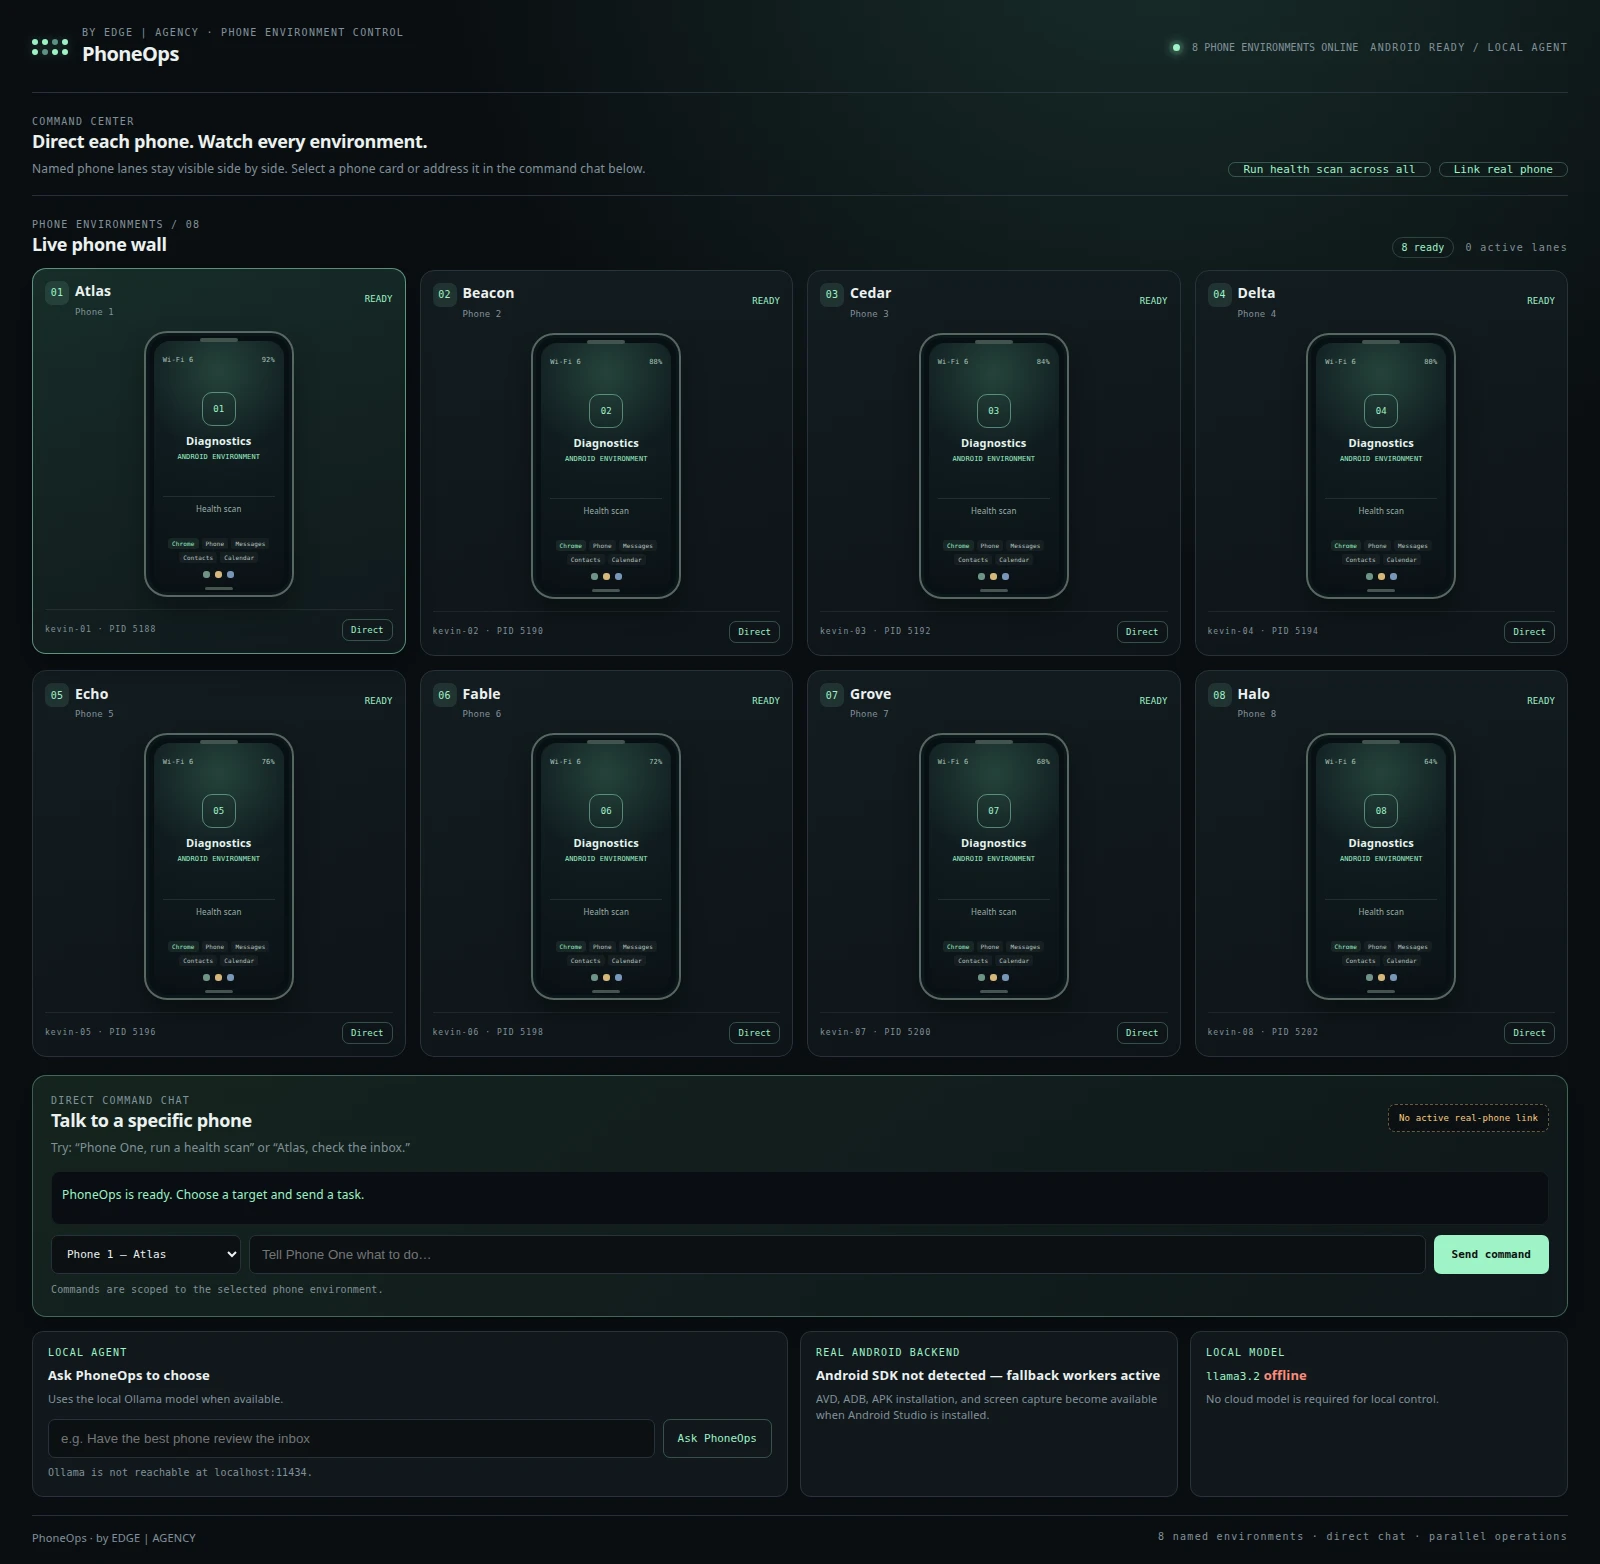 BY EDGE | AGENCY · PHONE ENVIRONMENT CONTROL
PhoneOps
8 PHONE ENVIRONMENTS ONLINE ANDROID READY / LOCAL AGENT
COMMAND CENTER
Direct each phone. Watch every environment.
Named phone lanes stay visible side by side. Select a phone card or address it in the command chat below.
Run health scan across all
Link real phone
PHONE ENVIRONMENTS / 08
Live phone wall
8 ready
0 active lanes
01 Atlas
Phone 1
READY
Wi-Fi 6 92%
01
Diagnostics
ANDROID ENVIRONMENT
Health scan
Chrome Phone Messages
Contacts Calendar
kevin-01 · PID 5188
Direct
02 Beacon
Phone 2
READY
Wi-Fi 6 88%
02
Diagnostics
ANDROID ENVIRONMENT
Health scan
Chrome Phone Messages
Contacts Calendar
kevin-02 · PID 5190
Direct
03 Cedar
Phone 3
READY
Wi-Fi 6 84%
03
Diagnostics
ANDROID ENVIRONMENT
Health scan
Chrome Phone Messages
Contacts Calendar
kevin-03 · PID 5192
Direct
04 Delta
Phone 4
READY
Wi-Fi 6 80%
04
Diagnostics
ANDROID ENVIRONMENT
Health scan
Chrome Phone Messages
Contacts Calendar
kevin-04 · PID 5194
Direct
05 Echo
Phone 5
READY
Wi-Fi 6 76%
05
Diagnostics
ANDROID ENVIRONMENT
Health scan
Chrome Phone Messages
Contacts Calendar
kevin-05 · PID 5196
Direct
06 Fable
Phone 6
READY
Wi-Fi 6 72%
06
Diagnostics
ANDROID ENVIRONMENT
Health scan
Chrome Phone Messages
Contacts Calendar
kevin-06 · PID 5198
Direct
07 Grove
Phone 7
READY
Wi-Fi 6 68%
07
Diagnostics
ANDROID ENVIRONMENT
Health scan
Chrome Phone Messages
Contacts Calendar
kevin-07 · PID 5200
Direct
08 Halo
Phone 8
READY
Wi-Fi 6 64%
08
Diagnostics
ANDROID ENVIRONMENT
Health scan
Chrome Phone Messages
Contacts Calendar
kevin-08 · PID 5202
Direct
DIRECT COMMAND CHAT
Talk to a specific phone
Try: “Phone One, run a health scan” or “Atlas, check the inbox.”
No active real-phone link
PhoneOps is ready. Choose a target and send a task.
Phone 1 — Atlas
Tell Phone One what to do…
Send command
Commands are scoped to the selected phone environment.
LOCAL AGENT
Ask PhoneOps to choose
Uses the local Ollama model when available.
e.g. Have the best phone review the inbox
Ask PhoneOps
Ollama is not reachable at localhost:11434.
REAL ANDROID BACKEND
Android SDK not detected — fallback workers active
AVD, ADB, APK installation, and screen capture become available
when Android Studio is installed.
LOCAL MODEL
llama3.2 offline
No cloud model is required for local control.
PhoneOps · by EDGE | AGENCY
8 named environments · direct chat · parallel operations